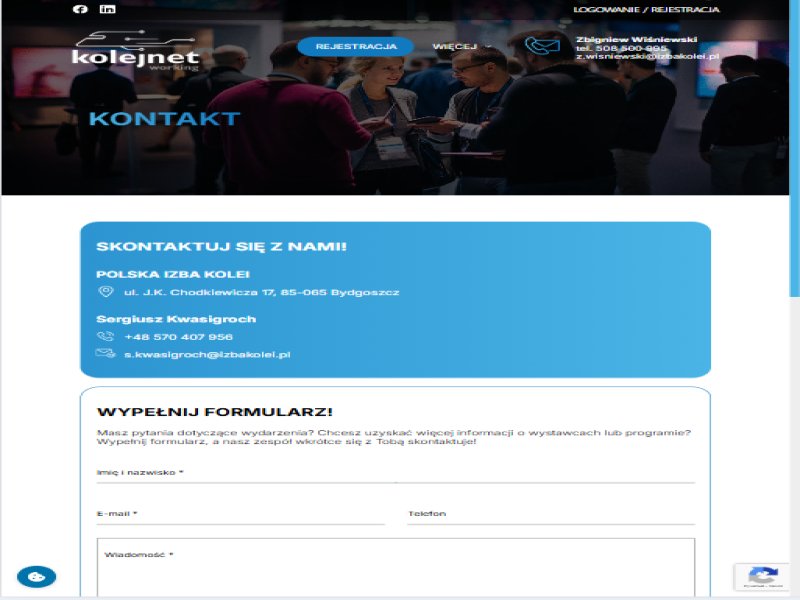 LOGOWANIE / REJESTRACJA
kolejnet
working
REJESTRACJA
WIĘCEJ
Zbigniew Wiśniewski
tel. 508 500 995
z.wisniewski@izbakolei.pl
KONTAKT
SKONTAKTUJ SIĘ Z NAMI!
POLSKA IZBA KOLEI
ul. J.K. Chodkiewicza 17, 85-065 Bydgoszcz
Sergiusz Kwasigroch
+48 570 407 956
s.kwasigroch@izbakolei.pl
WYPEŁNIJ FORMULARZ!
Masz pytania dotyczące wydarzenia? Chcesz uzyskać więcej informacji o wystawcach lub programie?
Wypełnij formularz, a nasz zespół wkrótce się z Tobą skontaktuje!
Imię i nazwisko *
E-mail *
Telefon
Wiadomość *